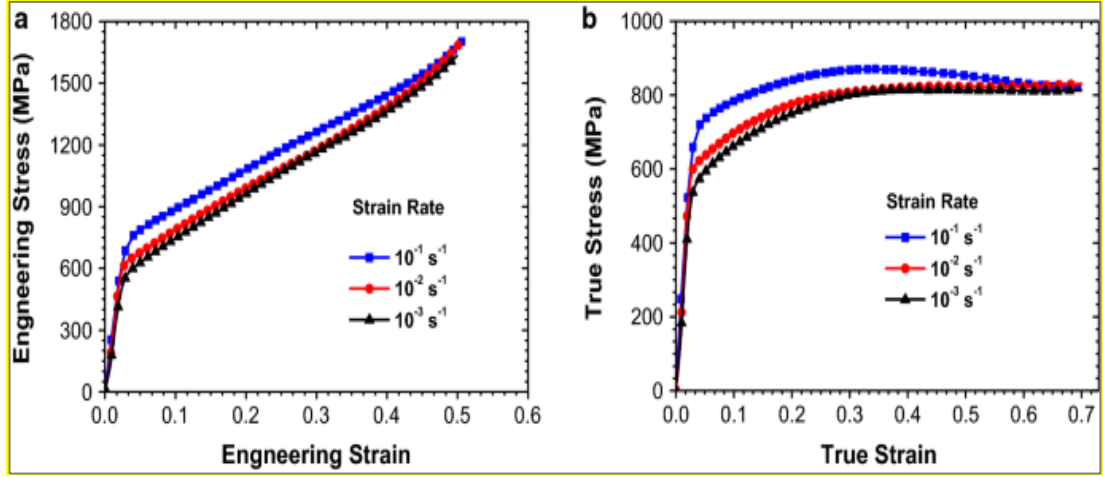 a
Engneering Stress (MPa)
1800
1500
1200
900
600
300
0
0.0 0.1 0.2 0.3 0.4 0.5 0.6
Engneering Strain
Strain Rate
10⁻¹ s⁻¹
10⁻² s⁻¹
10⁻³ s⁻¹
b
True Stress (MPa)
1000
800
600
400
200
0
0.0 0.1 0.2 0.3 0.4 0.5 0.6 0.7
True Strain
Strain Rate
10⁻¹ s⁻¹
10⁻² s⁻¹
10⁻³ s⁻¹